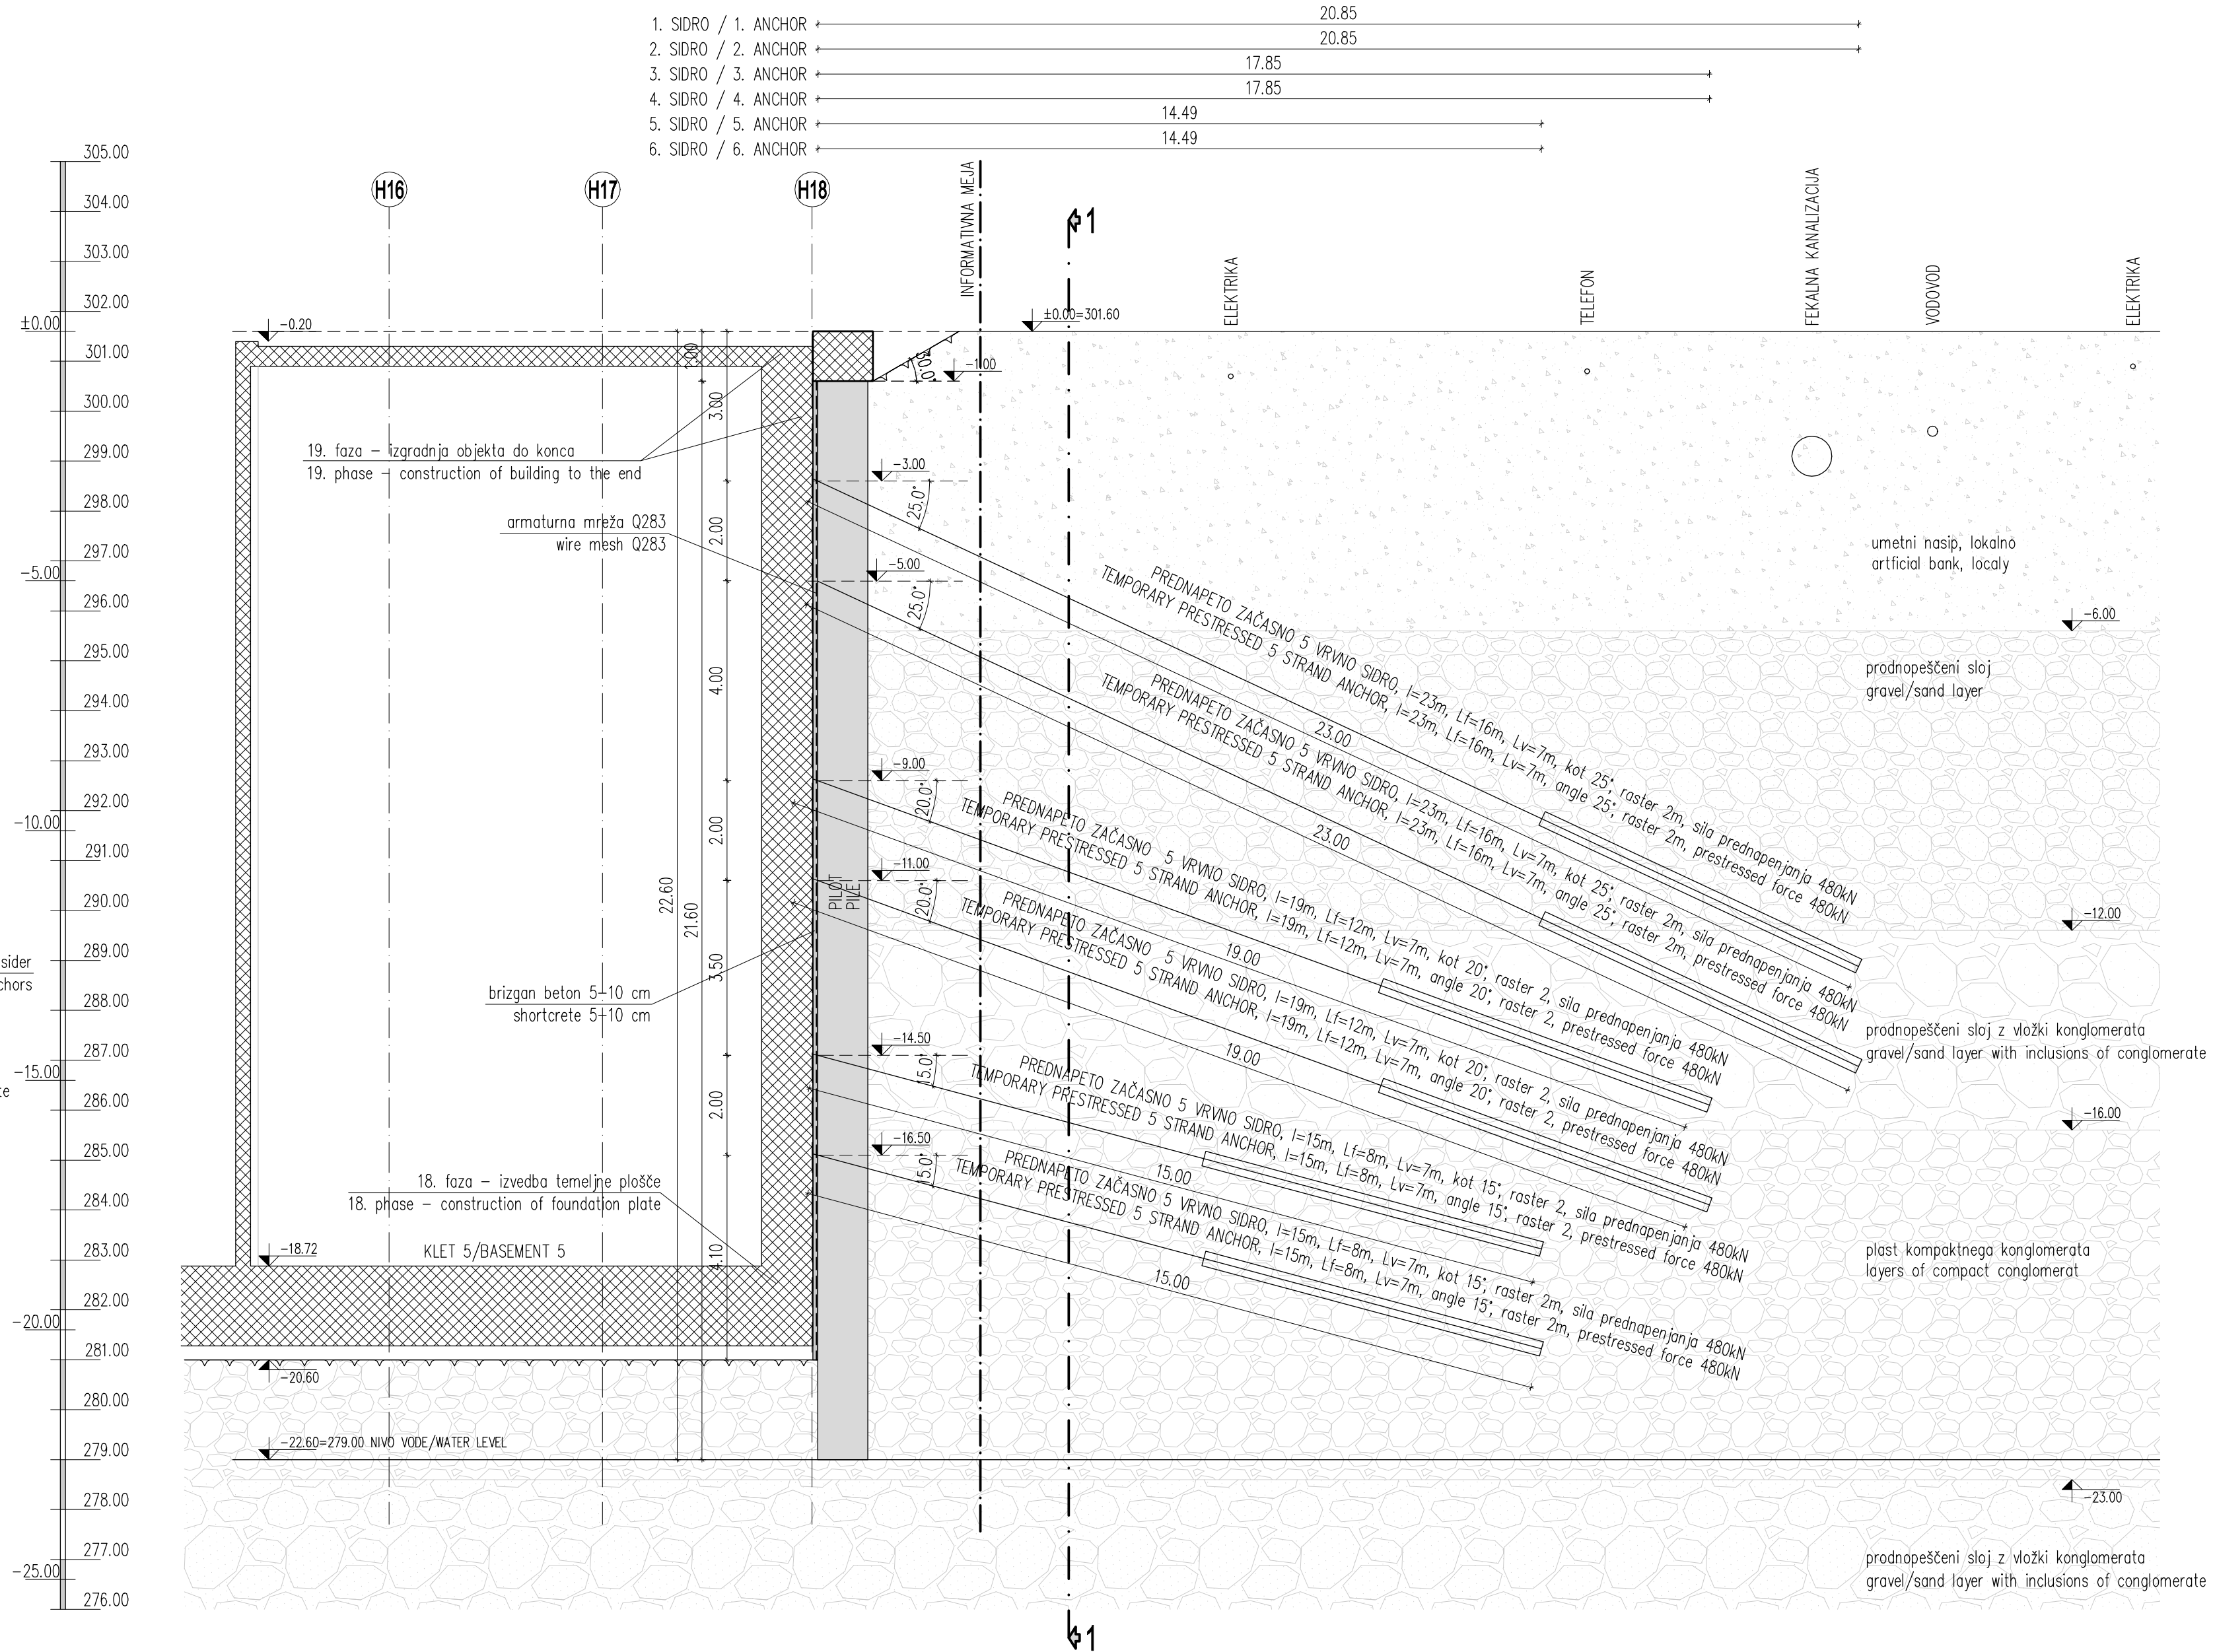 1. SIDRO / 1. ANCHOR 20.85
2. SIDRO / 2. ANCHOR 20.85
3. SIDRO / 3. ANCHOR 17.85
4. SIDRO / 4. ANCHOR 17.85
5. SIDRO / 5. ANCHOR 14.49
6. SIDRO / 6. ANCHOR 14.49
305.00
304.00
303.00
302.00
±0.00
301.00
300.00
299.00
298.00
297.00
-5.00
296.00
295.00
294.00
293.00
292.00
-10.00
291.00
290.00
289.00
288.00
287.00
-15.00
286.00
285.00
284.00
283.00
282.00
-20.00
281.00
280.00
279.00
278.00
277.00
-25.00
276.00
sider
chors
te
H16
H17
H18
INFORMATIVNA MEJA
1
ELEKTRIKA
TELEFON
FEKALNA KANALIZACIJA
VODOVOD
ELEKTRIKA
-0.20
±0.00=301.60
30.0°
-1.00
1.00
3.00
2.00
4.00
2.00
3.50
2.00
4.10
22.60
21.60
19. faza - izgradnja objekta do konca
19. phase - construction of building to the end
armaturna mreža Q283
wire mesh Q283
brizgan beton 5-10 cm
shortcrete 5-10 cm
18. faza - izvedba temeljne plošče
18. phase - construction of foundation plate
-18.72
KLET 5/BASEMENT 5
-20.60
-22.60=279.00 NIVO VODE/WATER LEVEL
PILOT
PILE
-3.00
25.0°
-5.00
25.0°
-9.00
20.0°
-11.00
20.0°
-14.50
15.0°
-16.50
15.0°
PREDNAPETO ZAČASNO 5 VRVNO SIDRO, l=23m, Lf=16m, Lv=7m, kot 25°, raster 2m, sila prednapenjanja 480kN
TEMPORARY PRESTRESSED 5 STRAND ANCHOR, l=23m, Lf=16m, Lv=7m, angle 25°, raster 2m, prestressed force 480kN
23.00
PREDNAPETO ZAČASNO 5 VRVNO SIDRO, l=23m, Lf=16m, Lv=7m, kot 25°, raster 2m, sila prednapenjanja 480kN
TEMPORARY PRESTRESSED 5 STRAND ANCHOR, l=23m, Lf=16m, Lv=7m, angle 25°, raster 2m, prestressed force 480kN
23.00
PREDNAPETO ZAČASNO 5 VRVNO SIDRO, l=19m, Lf=12m, Lv=7m, kot 20°, raster 2, sila prednapenjanja 480kN
TEMPORARY PRESTRESSED 5 STRAND ANCHOR, l=19m, Lf=12m, Lv=7m, angle 20°, raster 2, prestressed force 480kN
19.00
PREDNAPETO ZAČASNO 5 VRVNO SIDRO, l=19m, Lf=12m, Lv=7m, kot 20°, raster 2, sila prednapenjanja 480kN
TEMPORARY PRESTRESSED 5 STRAND ANCHOR, l=19m, Lf=12m, Lv=7m, angle 20°, raster 2, prestressed force 480kN
19.00
PREDNAPETO ZAČASNO 5 VRVNO SIDRO, l=15m, Lf=8m, Lv=7m, kot 15°, raster 2, sila prednapenjanja 480kN
TEMPORARY PRESTRESSED 5 STRAND ANCHOR, l=15m, Lf=8m, Lv=7m, angle 15°, raster 2, prestressed force 480kN
15.00
PREDNAPETO ZAČASNO 5 VRVNO SIDRO, l=15m, Lf=8m, Lv=7m, kot 15°, raster 2m, sila prednapenjanja 480kN
TEMPORARY PRESTRESSED 5 STRAND ANCHOR, l=15m, Lf=8m, Lv=7m, angle 15°, raster 2m, prestressed force 480kN
15.00
umetni nasip, lokalno
artficial bank, localy
-6.00
prodnopeščeni sloj
gravel/sand layer
-12.00
prodnopeščeni sloj z vložki konglomerata
gravel/sand layer with inclusions of conglomerate
-16.00
plast kompaktnega konglomerata
layers of compact conglomerat
-23.00
prodnopeščeni sloj z vložki konglomerata
gravel/sand layer with inclusions of conglomerate
1